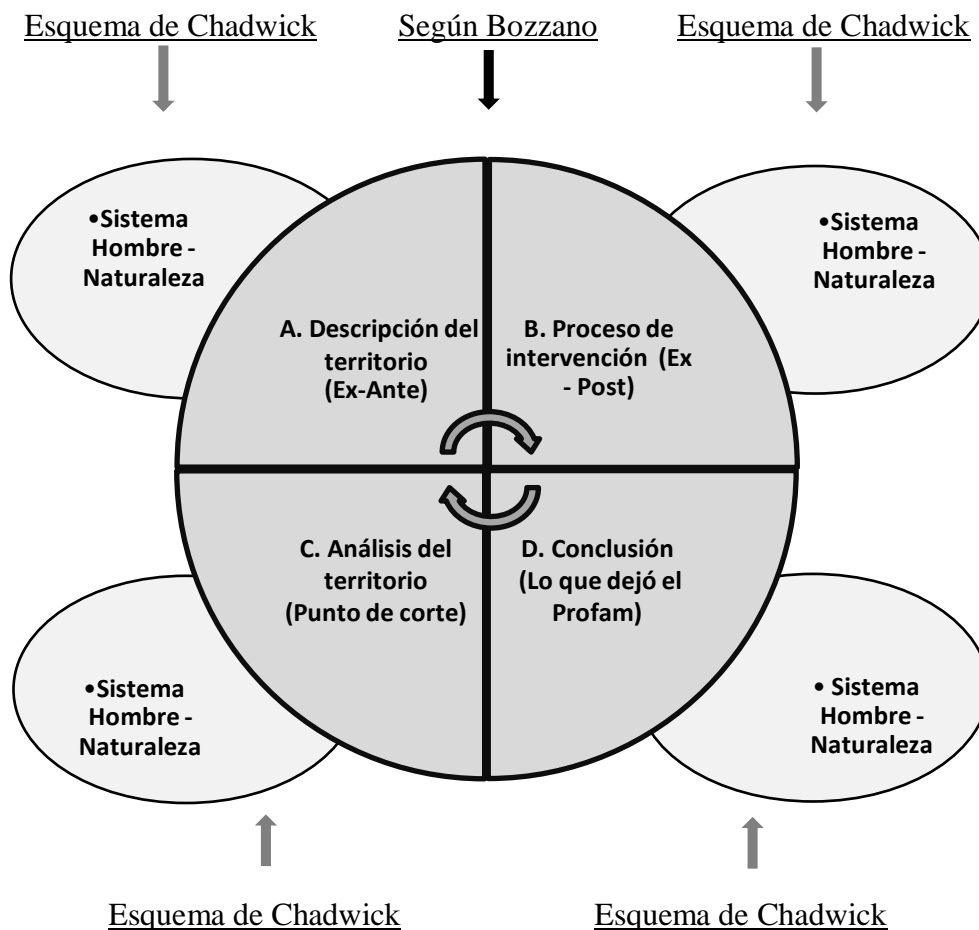 Esquema de Chadwick
Según Bozzano
Esquema de Chadwick
•Sistema
Hombre -
Naturaleza
•Sistema
Hombre -
Naturaleza
A. Descripción del
territorio
(Ex-Ante)
B. Proceso de
intervención (Ex
- Post)
C. Análisis del
territorio
(Punto de corte)
D. Conclusión
(Lo que dejó el
Profam)
•Sistema
Hombre -
Naturaleza
• Sistema
Hombre -
Naturaleza
Esquema de Chadwick
Esquema de Chadwick